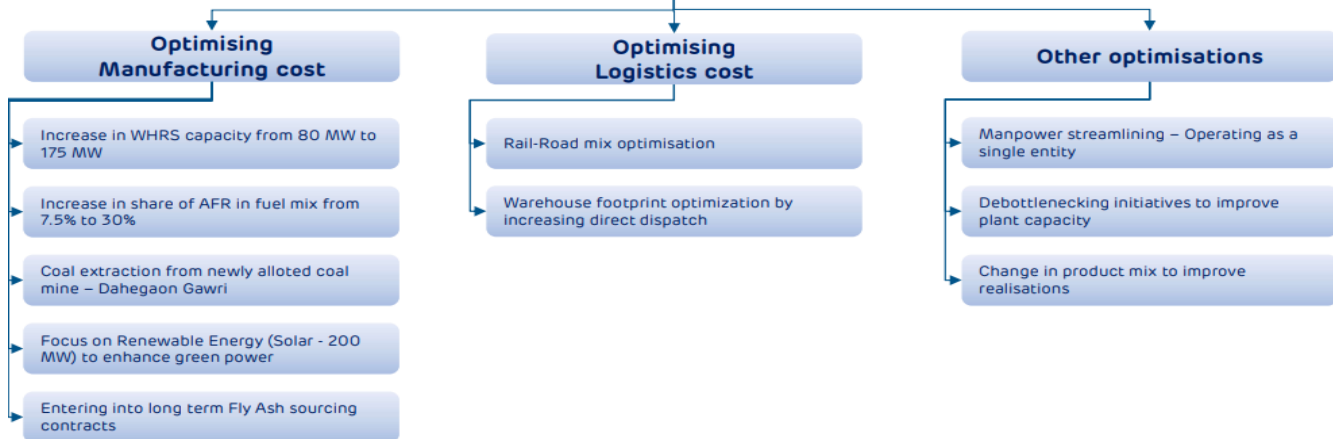 Optimising
Manufacturing cost
Increase in WHRS capacity from 80 MW to
175 MW
Increase in share of AFR in fuel mix from
7.5% to 30%
Coal extraction from newly alloted coal
mine – Dahegaon Gawri
Focus on Renewable Energy (Solar - 200
MW) to enhance green power
Entering into long term Fly Ash sourcing
contracts
Optimising
Logistics cost
Rail-Road mix optimisation
Warehouse footprint optimization by
increasing direct dispatch
Other optimisations
Manpower streamlining – Operating as a
single entity
Debottlenecking initiatives to improve
plant capacity
Change in product mix to improve
realisations